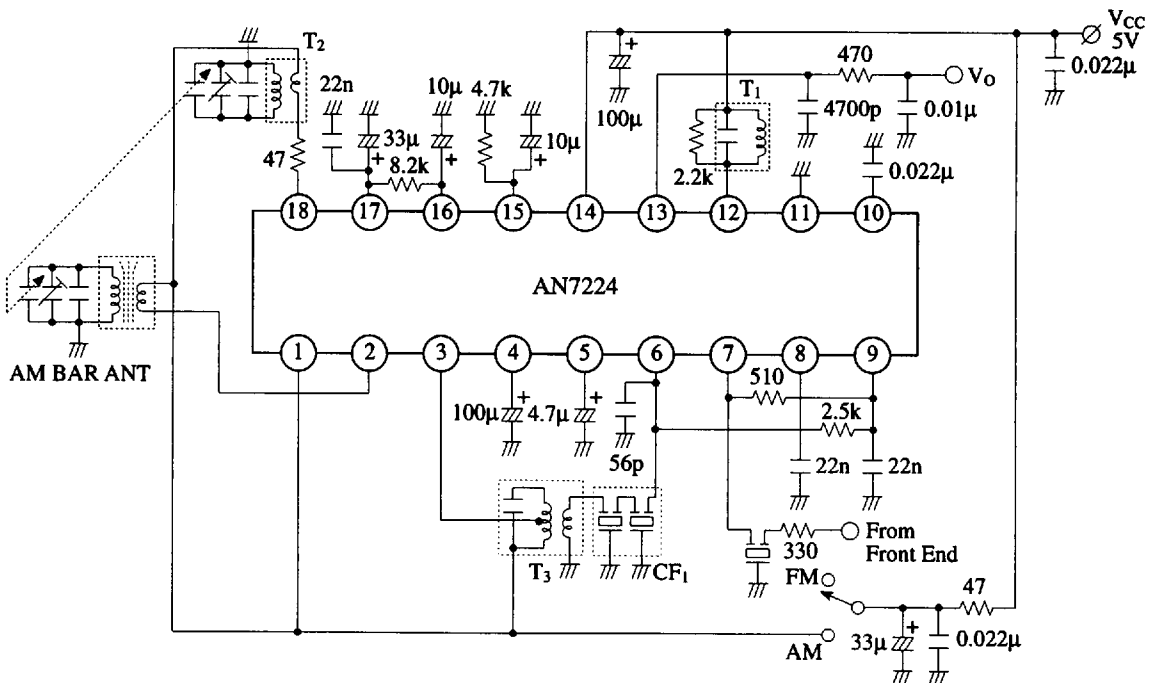 T₂
22n
33μ
10μ
8.2k
4.7k
10μ
47
100μ
T₁
2.2k
470
4700p
0.01μ
V_O
V_CC
5V
0.022μ
0.022μ
18
17
16
15
14
13
12
11
10
AN7224
1
2
3
4
5
6
7
8
9
AM BAR ANT
100μ
4.7μ
56p
510
2.5k
22n
22n
T₃
CF₁
330
From
Front End
FM
AM
47
33μ
0.022μ